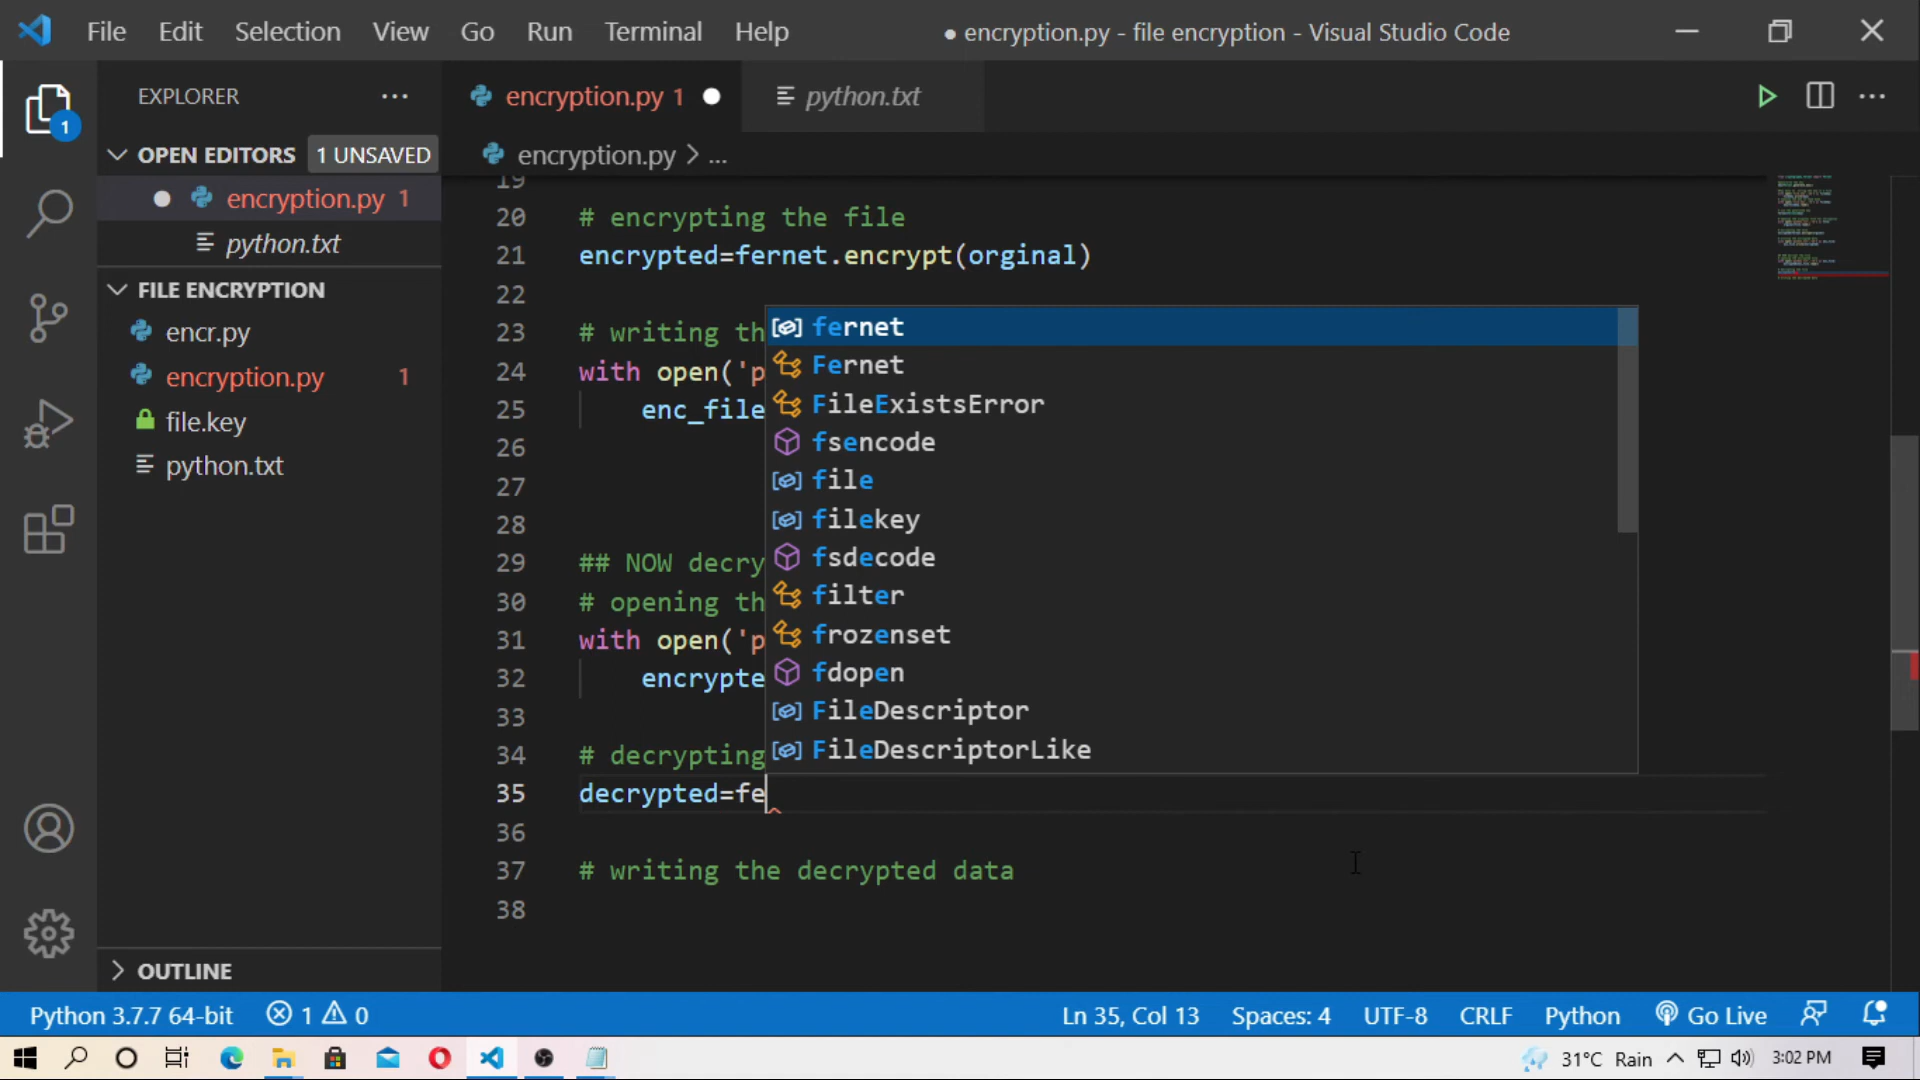 File Edit Selection View Go Run Terminal Help
● encryption.py - file encryption - Visual Studio Code
EXPLORER ...
encryption.py 1
python.txt
OPEN EDITORS 1 UNSAVED
encryption.py > ...
encryption.py 1
python.txt
FILE ENCRYPTION
encr.py
encryption.py 1
file.key
python.txt
OUTLINE
1
19
20 # encrypting the file
21 encrypted=fernet.encrypt(orginal)
22
23 # writing th
24 with open('p
25 enc_file
26
27
28
29 ## NOW decry
30 # opening th
31 with open('p
32 encrypte
33
34 # decrypting
35 decrypted=fe
36
37 # writing the decrypted data
38
fernet
Fernet
FileExistsError
fsencode
file
filekey
fsdecode
filter
frozenset
fdopen
FileDescriptor
FileDescriptorLike
Python 3.7.7 64-bit 1 0 Ln 35, Col 13 Spaces: 4 UTF-8 CRLF Python Go Live
31°C Rain 3:02 PM